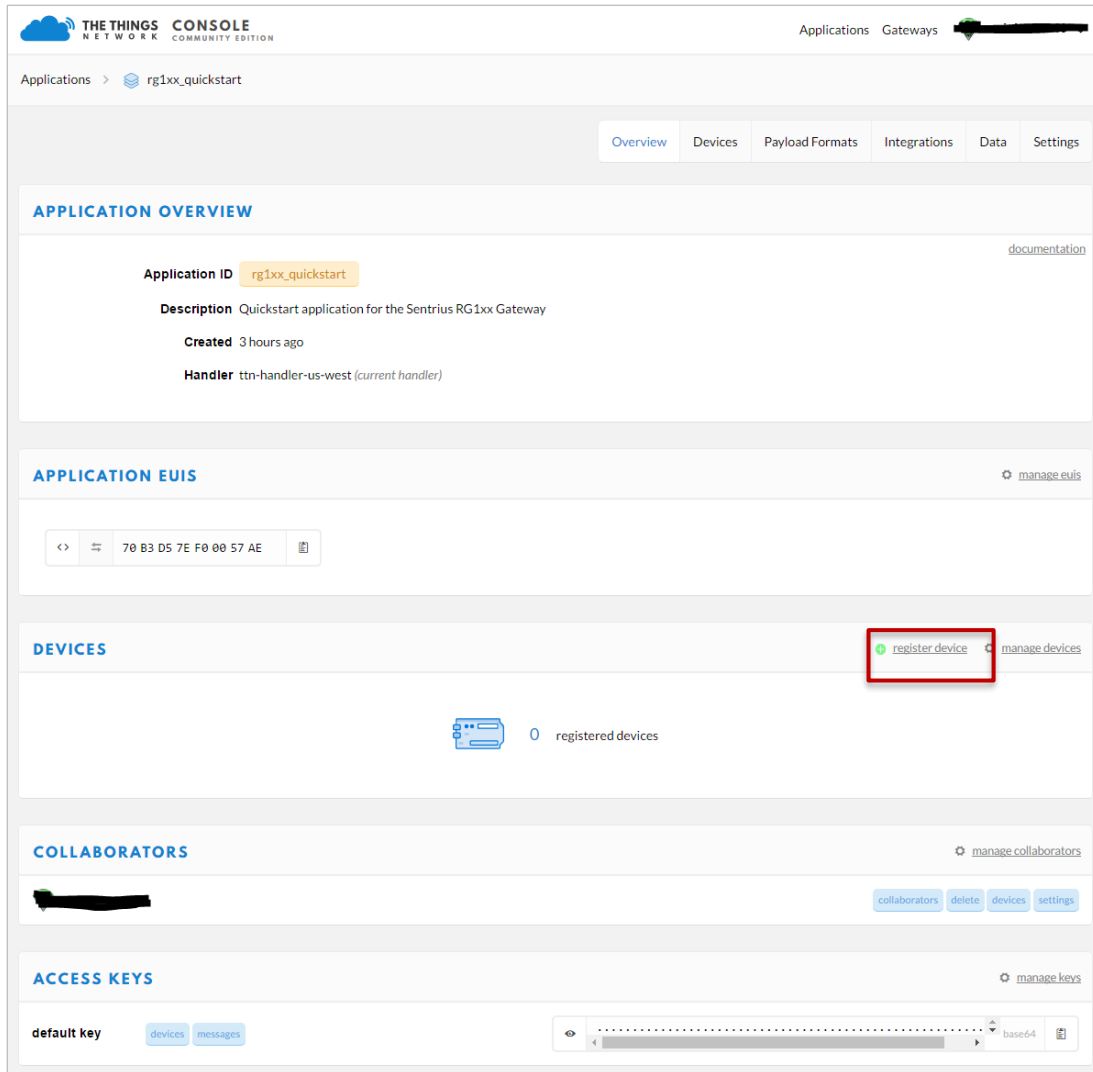 THE THINGS NETWORK CONSOLE COMMUNITY EDITION
Applications Gateways
Applications > rg1xx_quickstart
Overview Devices Payload Formats Integrations Data Settings
APPLICATION OVERVIEW
documentation
Application ID rg1xx_quickstart
Description Quickstart application for the Sentrius RG1xx Gateway
Created 3 hours ago
Handler ttn-handler-us-west (current handler)
APPLICATION EUIS
manage euis
<> 70 B3 D5 7E F0 00 57 AE
DEVICES
register device manage devices
0 registered devices
COLLABORATORS
manage collaborators
collaborators delete devices settings
ACCESS KEYS
manage keys
default key devices messages base64